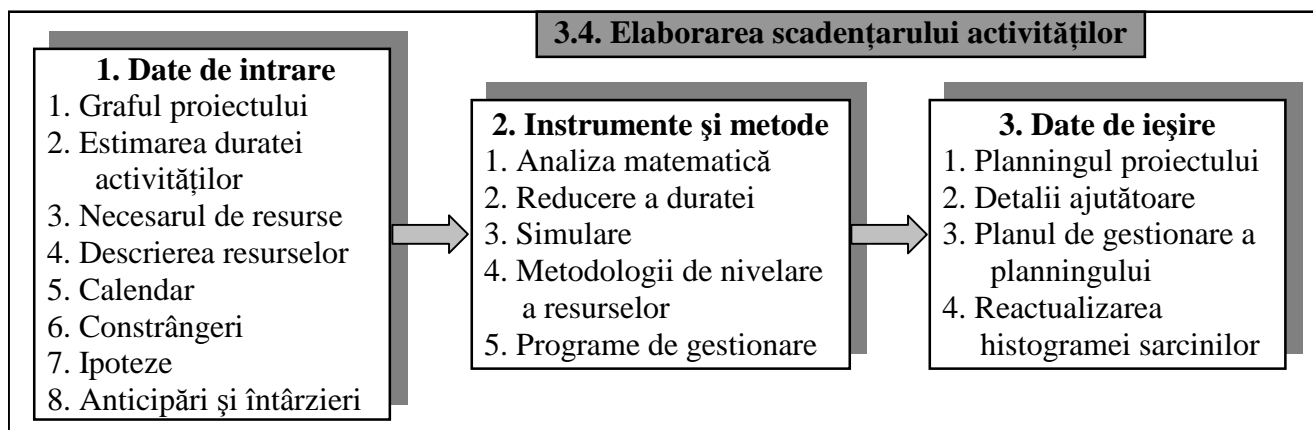 3.4. Elaborarea scadențarului activităților
1. Date de intrare
1. Graful proiectului
2. Estimarea duratei
activităților
3. Necesarul de resurse
4. Descrierea resurselor
5. Calendar
6. Constrângeri
7. Ipoteze
8. Anticipări şi întârzieri
2. Instrumente şi metode
1. Analiza matematică
2. Reducere a duratei
3. Simulare
4. Metodologii de nivelare
a resurselor
5. Programe de gestionare
3. Date de ieşire
1. Planningul proiectului
2. Detalii ajutătoare
3. Planul de gestionare a
planningului
4. Reactualizarea
histogramei sarcinilor